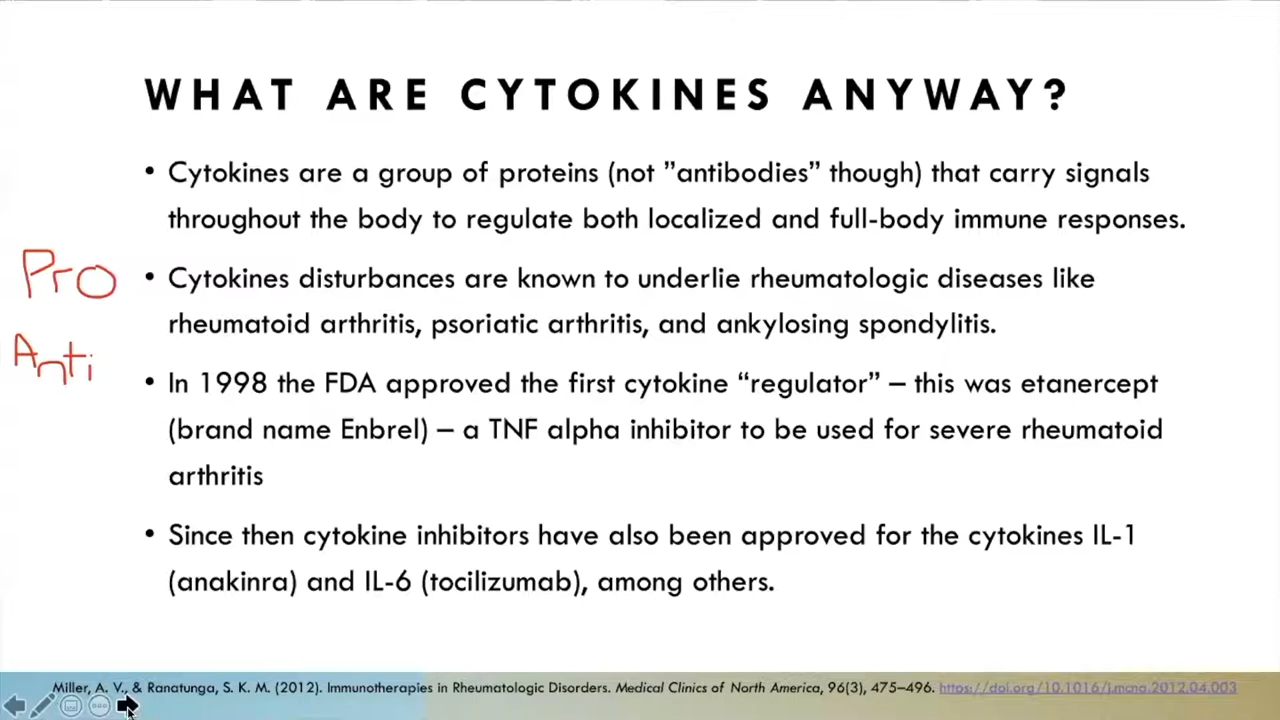 WHAT ARE CYTOKINES ANYWAY?
• Cytokines are a group of proteins (not ”antibodies” though) that carry signals
throughout the body to regulate both localized and full-body immune responses.
Pro
• Cytokines disturbances are known to underlie rheumatologic diseases like
rheumatoid arthritis, psoriatic arthritis, and ankylosing spondylitis.
Anti
• In 1998 the FDA approved the first cytokine “regulator” – this was etanercept
(brand name Enbrel) – a TNF alpha inhibitor to be used for severe rheumatoid
arthritis
• Since then cytokine inhibitors have also been approved for the cytokines IL-1
(anakinra) and IL-6 (tocilizumab), among others.
Miller, A. V., & Ranatunga, S. K. M. (2012). Immunotherapies in Rheumatologic Disorders. Medical Clinics of North America, 96(3), 475–496. https://doi.org/10.1016/j.mcna.2012.04.003